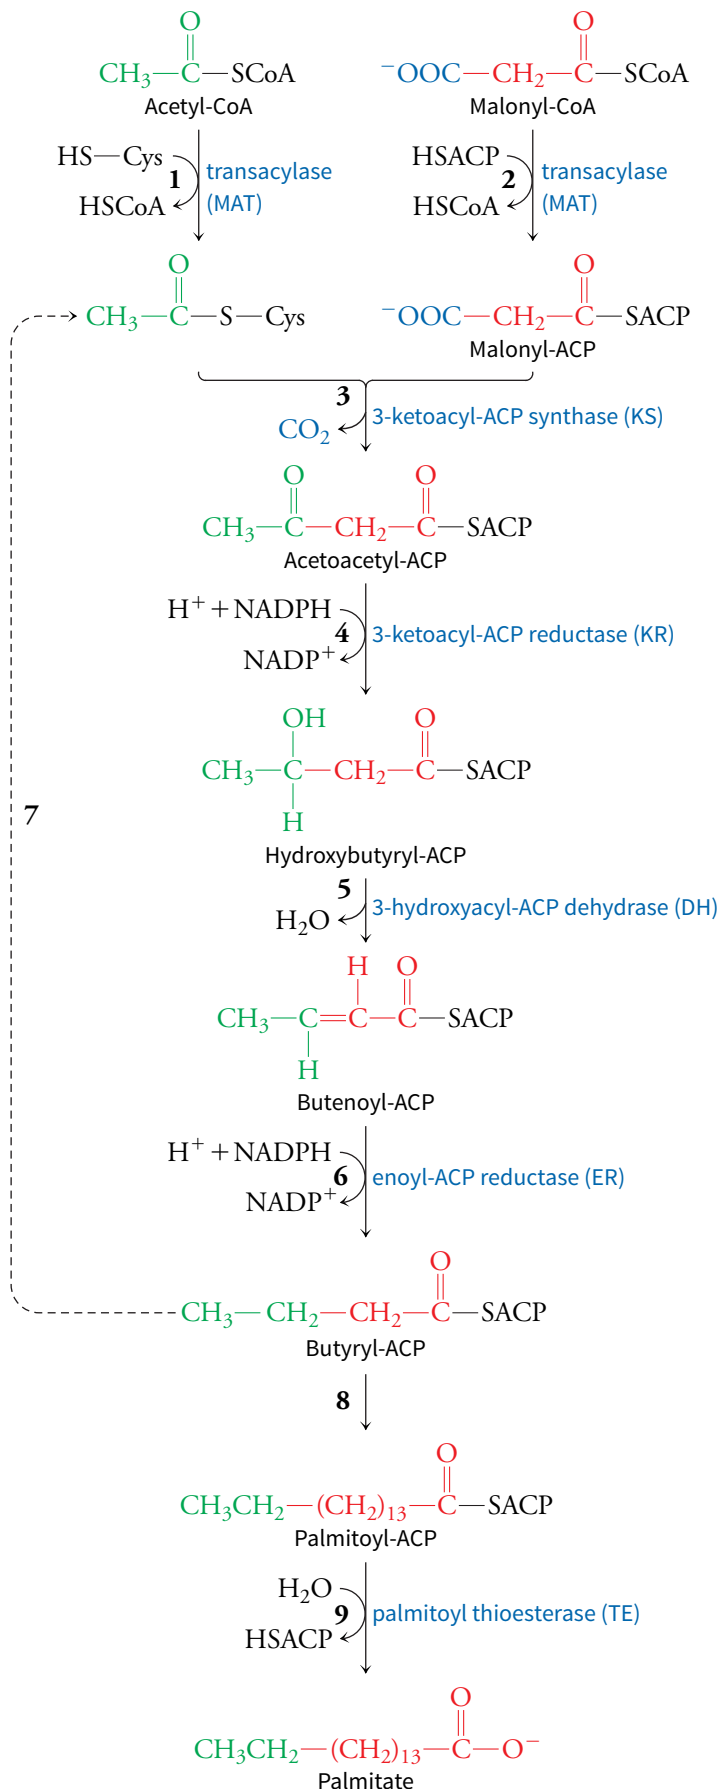 O
CH₃—C—SCoA
Acetyl-CoA
O
⁻OOC—CH₂—C—SCoA
Malonyl-CoA
HS—Cys
1
HSCoA
transacylase
(MAT)
HSACP
2
HSCoA
transacylase
(MAT)
O
CH₃—C—S—Cys
O
⁻OOC—CH₂—C—SACP
Malonyl-ACP
3
CO₂
3-ketoacyl-ACP synthase (KS)
O O
CH₃—C—CH₂—C—SACP
Acetoacetyl-ACP
H⁺ + NADPH
4
NADP⁺
3-ketoacyl-ACP reductase (KR)
OH O
CH₃—C—CH₂—C—SACP
H
Hydroxybutyryl-ACP
7
5
H₂O
3-hydroxyacyl-ACP dehydrase (DH)
H O
CH₃—C=C—C—SACP
H
Butenoyl-ACP
H⁺ + NADPH
6
NADP⁺
enoyl-ACP reductase (ER)
O
CH₃—CH₂—CH₂—C—SACP
Butyryl-ACP
8
O
CH₃CH₂—(CH₂)₁₃—C—SACP
Palmitoyl-ACP
H₂O
9
HSACP
palmitoyl thioesterase (TE)
O
CH₃CH₂—(CH₂)₁₃—C—O⁻
Palmitate